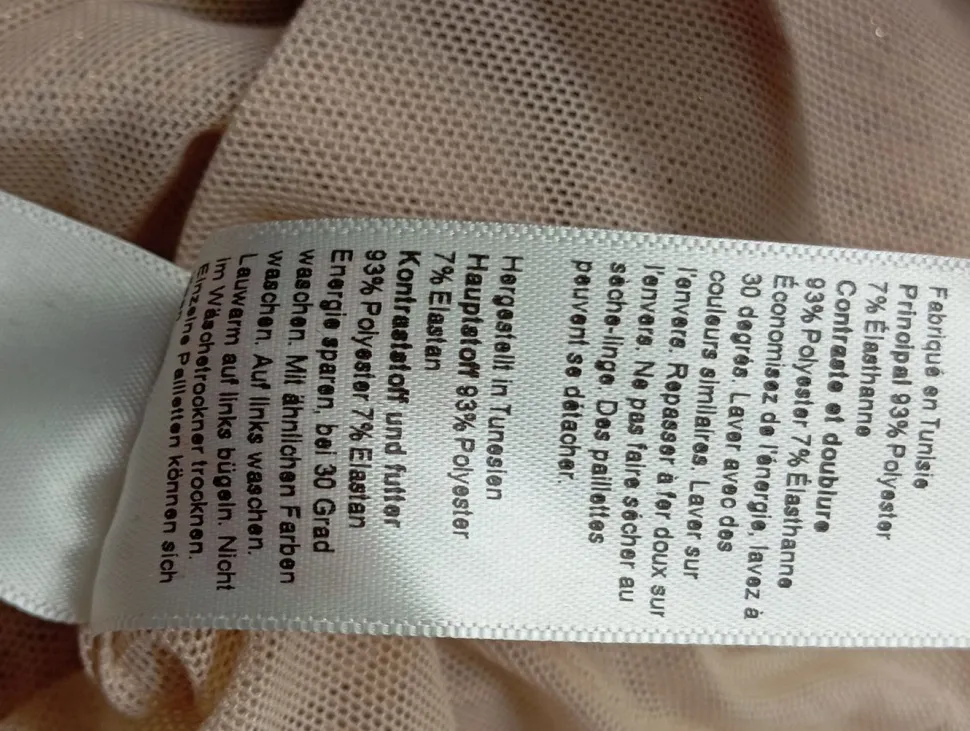 Fabriqué en Tunisie
Principal 93% Polyester
7% Élasthanne
Contraste et doublure
93% Polyester 7% Élasthanne
Économisez de l'énergie, lavez à
30 degrés. Laver avec des
couleurs similaires. Laver sur
l'envers. Repasser à fer doux sur
l'envers. Ne pas faire sécher au
sèche-linge. Des paillettes
peuvent se détacher.
Hergestellt in Tunesien
Hauptstoff 93% Polyester
7% Elastan
Kontraststoff und futter
93% Polyester 7% Elastan
Energie sparen, bei 30 Grad
waschen. Mit ähnlichen Farben
waschen. Auf links waschen.
Lauwarm auf links bügeln. Nicht
im Wäschetrockner trocknen.
Einzelne Pailletten können sich